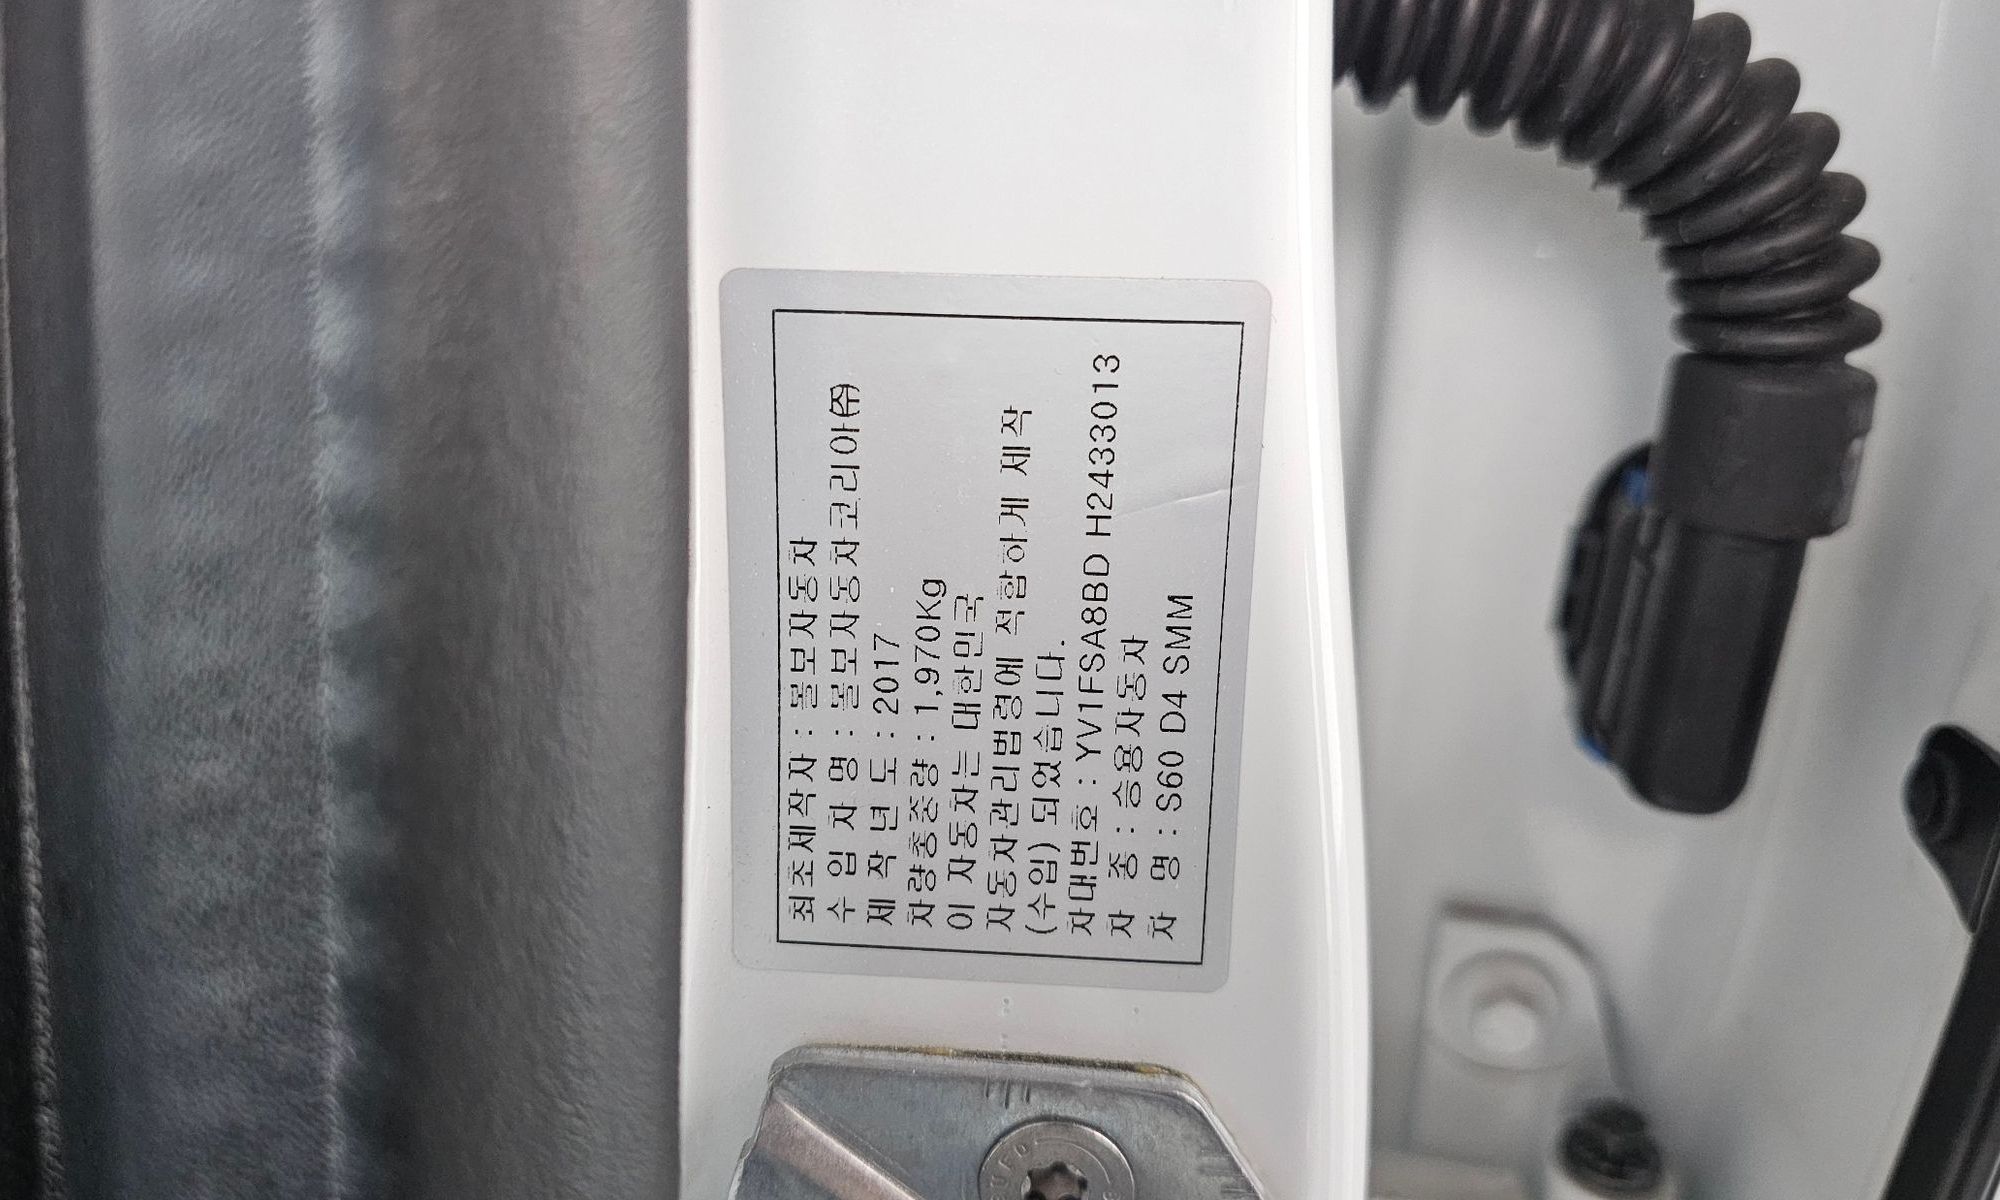 최초제작자 : 볼보자동차
수 입 자 명 : 볼보자동차코리아㈜
제 작 년 도 : 2017
차량총중량 : 1,970Kg
이 자동차는 대한민국
자동차관리법령에 적합하게 제작
(수입) 되었습니다.
차대번호 : YV1FSA8BD H2433013
차 종 : 승용자동차
차 명 : S60 D4 SMM